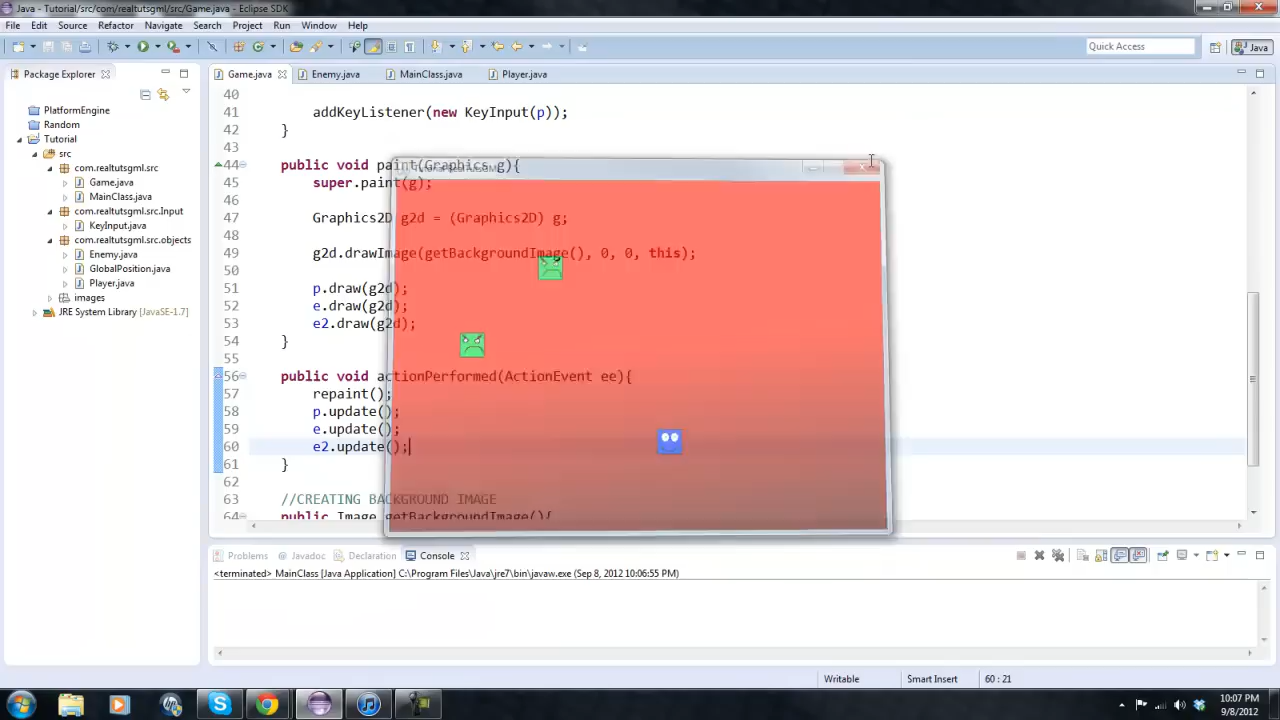 Java - Tutorial/src/com/realtutsgml/src/Game.java - Eclipse SDK
File Edit Source Refactor Navigate Search Project Run Window Help
Quick Access
Java
Package Explorer
PlatformEngine
Random
Tutorial
src
com.realtutsgml.src
Game.java
MainClass.java
com.realtutsgml.src.Input
KeyInput.java
com.realtutsgml.src.objects
Enemy.java
GlobalPosition.java
Player.java
images
JRE System Library [JavaSE-1.7]
Game.java Enemy.java MainClass.java Player.java
40
41 addKeyListener(new KeyInput(p));
42 }
43
44 public void paint(Graphics g){
45 super.paint(g);
46
47 Graphics2D g2d = (Graphics2D) g;
48
49 g2d.drawImage(getBackgroundImage(), 0, 0, this);
50
51 p.draw(g2d);
52 e.draw(g2d);
53 e2.draw(g2d);
54 }
55
56 public void actionPerformed(ActionEvent ee){
57 repaint();
58 p.update();
59 e.update();
60 e2.update();
61 }
62
63 //CREATING BACKGROUND IMAGE
64 public Image getBackgroundImage(){
Problems Javadoc Declaration Console
<terminated> MainClass [Java Application] C:\Program Files\Java\jre7\bin\javaw.exe (Sep 8, 2012 10:06:55 PM)
Writable Smart Insert 60 : 21
10:07 PM
9/8/2012